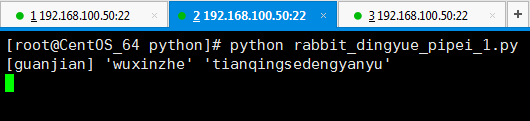 1 192.168.100.50:22 × 2 192.168.100.50:22 × 3 192.168.100.50:22 ×
[root@CentOS_64 python]# python rabbit_dingyue_pipei_1.py
[guanjian] 'wuxinzhe' 'tianqingsedengyanyu'